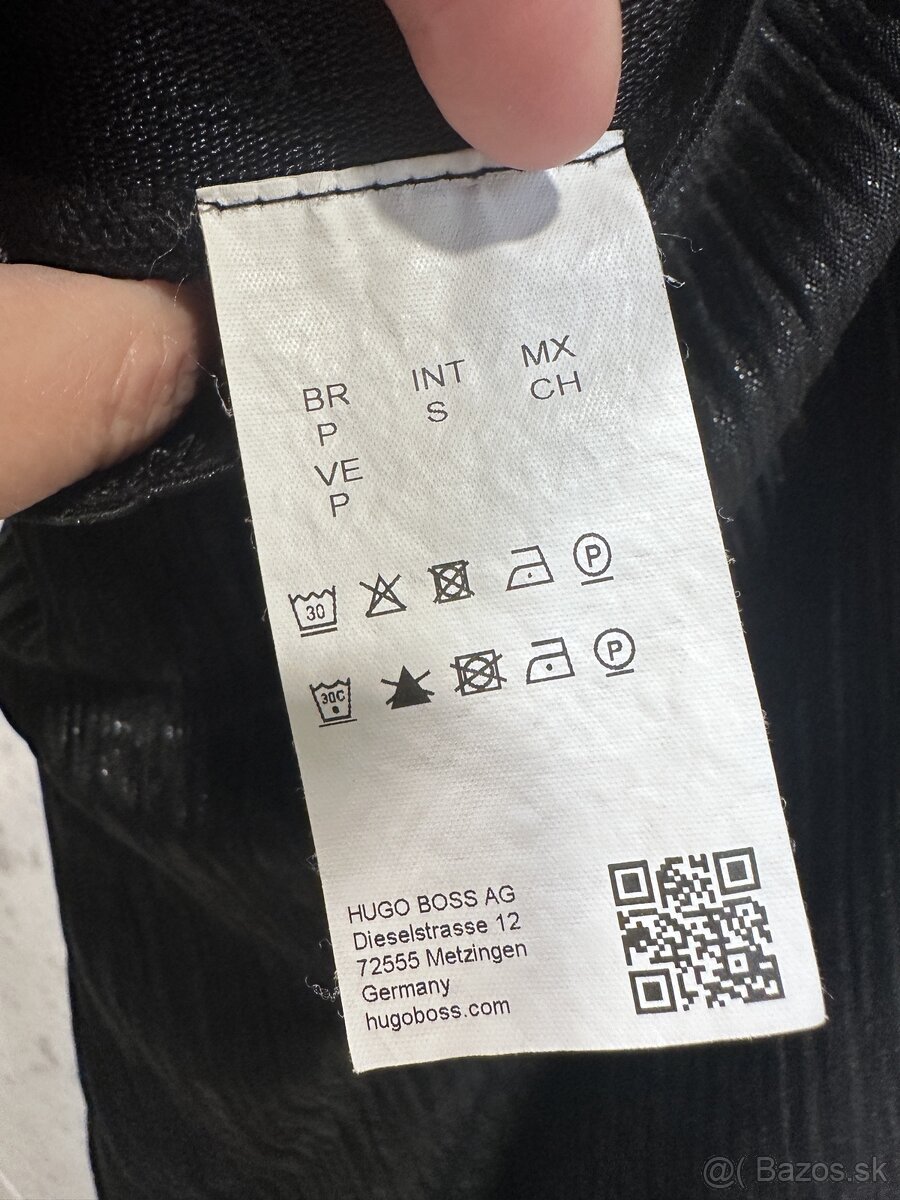 BR INT MX
P S CH
VE
P
30 P
30C P
HUGO BOSS AG
Dieselstrasse 12
72555 Metzingen
Germany
hugoboss.com
@( Bazos.sk